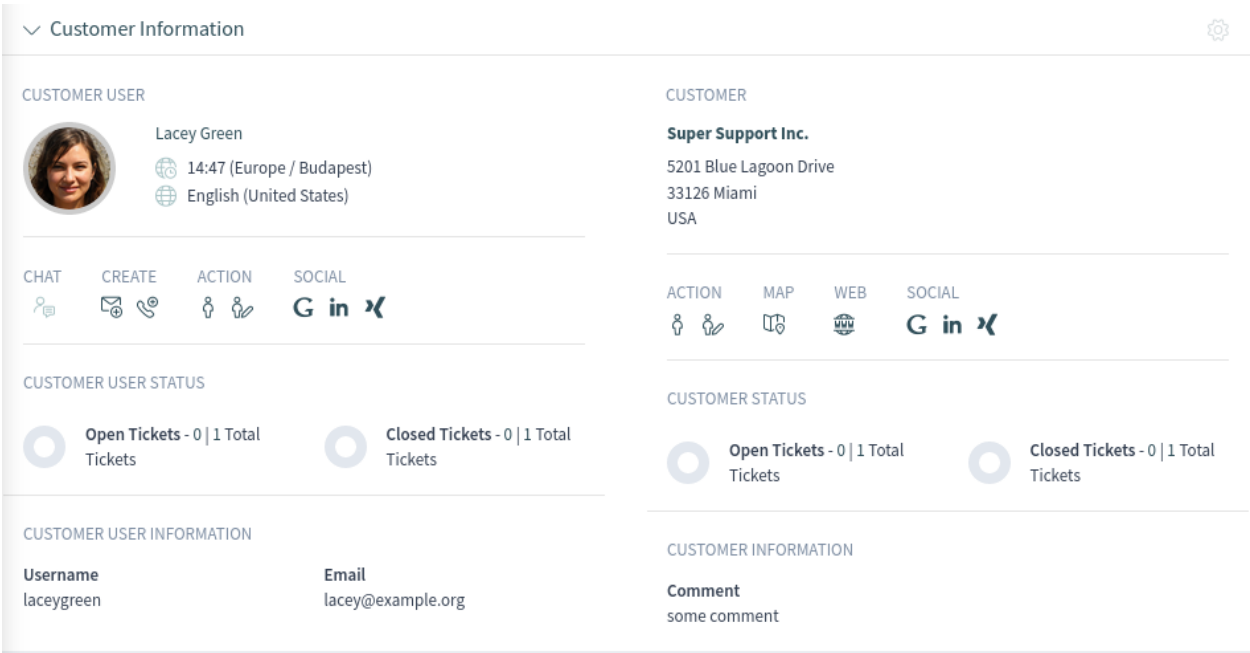 Customer Information
CUSTOMER USER
Lacey Green
14:47 (Europe / Budapest)
English (United States)
CHAT CREATE ACTION SOCIAL
G in
CUSTOMER USER STATUS
Open Tickets - 0 | 1 Total
Tickets
Closed Tickets - 0 | 1 Total
Tickets
CUSTOMER USER INFORMATION
Username
laceygreen
Email
lacey@example.org
CUSTOMER
Super Support Inc.
5201 Blue Lagoon Drive
33126 Miami
USA
ACTION MAP WEB SOCIAL
www G in
CUSTOMER STATUS
Open Tickets - 0 | 1 Total
Tickets
Closed Tickets - 0 | 1 Total
Tickets
CUSTOMER INFORMATION
Comment
some comment